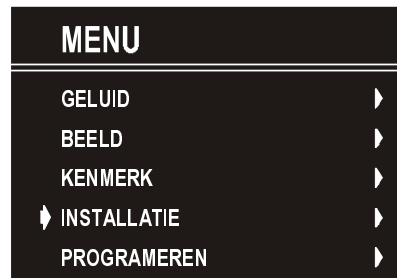 MENU
GELUID
BEELD
KENMERK
INSTALLATIE
PROGRAMEREN